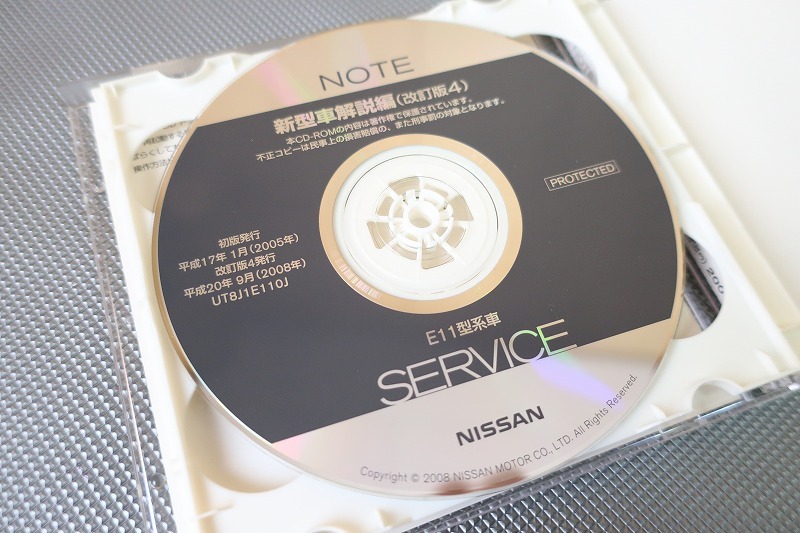 NOTE
新型車解説編(改訂版4)
本CD-ROMの内容は著作権で保護されています。
不正コピーは民事上の損害賠償の、また刑事罰の対象となります。
PROTECTED
初版発行
平成17年 1月(2005年)
改訂版4発行
平成20年 9月(2008年)
UT8J1E110J
E11型系車
SERVICE
NISSAN
Copyright © 2008 NISSAN MOTOR CO., LTD. All Rights Reserved.
操作方法